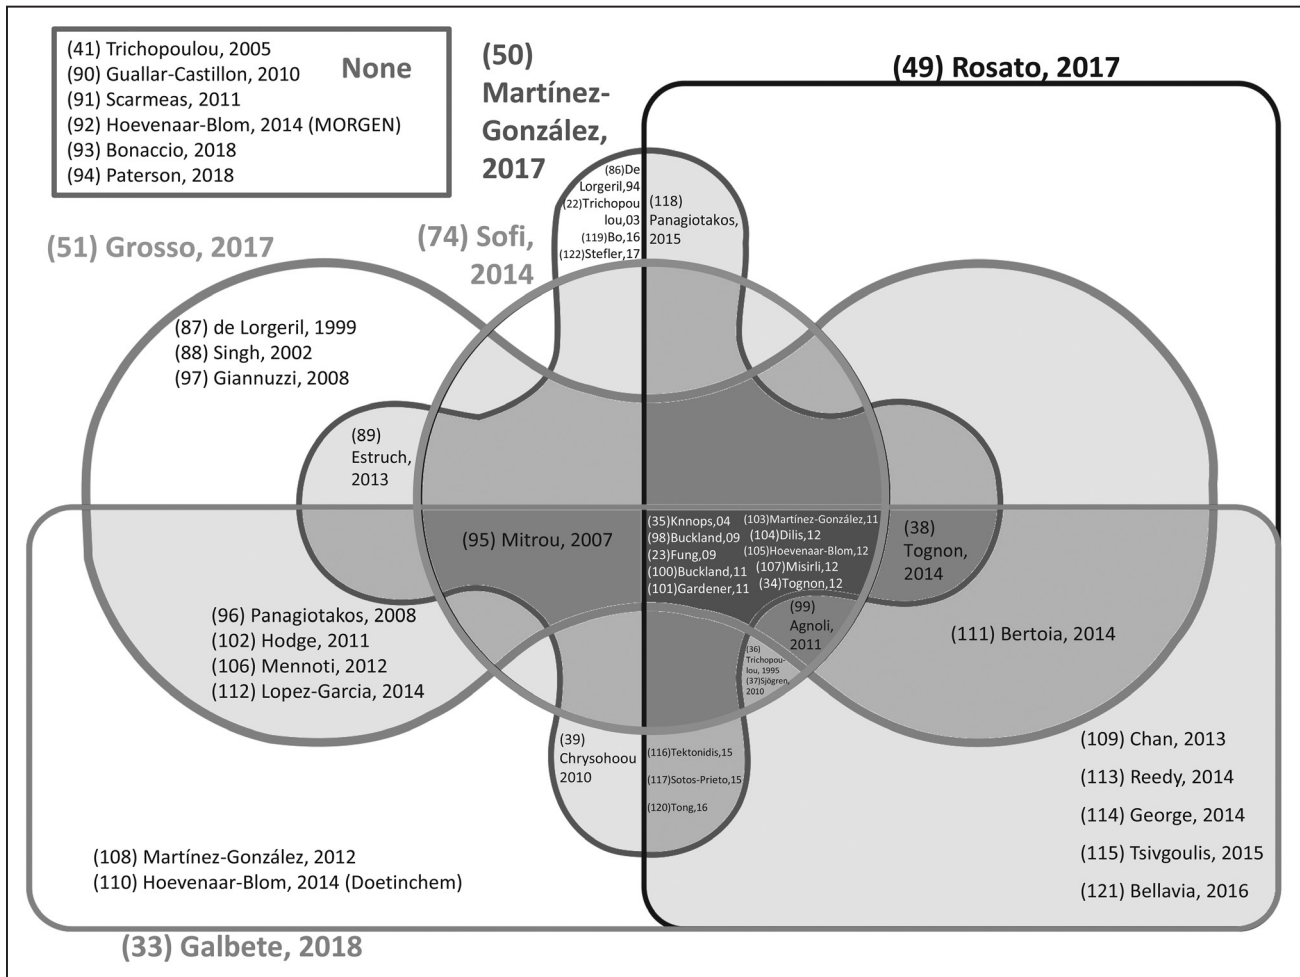 (41) Trichopoulou, 2005
(90) Guallar-Castillon, 2010
None
(91) Scarmeas, 2011
(92) Hoevenaar-Blom, 2014 (MORGEN)
(93) Bonaccio, 2018
(94) Paterson, 2018
(50)
Martínez-
González,
2017
(49) Rosato, 2017
(51) Grosso, 2017
(74) Sofi,
2014
(86)De
Lorgeril,94
(22)Trichopou
lou,03
(119)Bo,16
(122)Stefler,17
(118)
Panagiotakos,
2015
(87) de Lorgeril, 1999
(88) Singh, 2002
(97) Giannuzzi, 2008
(89)
Estruch,
2013
(95) Mitrou, 2007
(35)Knnops,04
(98)Buckland,09
(23)Fung,09
(100)Buckland,11
(101)Gardener,11
(103)Martínez-González,11
(104)Dilis,12
(105)Hoevenaar-Blom,12
(107)Misirli,12
(34)Tognon,12
(38)
Tognon,
2014
(99)
Agnoli,
2011
(36)
Trichopou-
lou, 1995
(37)Sjögren,
2010
(111) Bertoia, 2014
(96) Panagiotakos, 2008
(102) Hodge, 2011
(106) Mennoti, 2012
(112) Lopez-Garcia, 2014
(39)
Chrysohoou
2010
(116)Tektonidis,15
(117)Sotos-Prieto,15
(120)Tong,16
(109) Chan, 2013
(113) Reedy, 2014
(114) George, 2014
(115) Tsivgoulis, 2015
(121) Bellavia, 2016
(108) Martínez-González, 2012
(110) Hoevenaar-Blom, 2014 (Doetinchem)
(33) Galbete, 2018